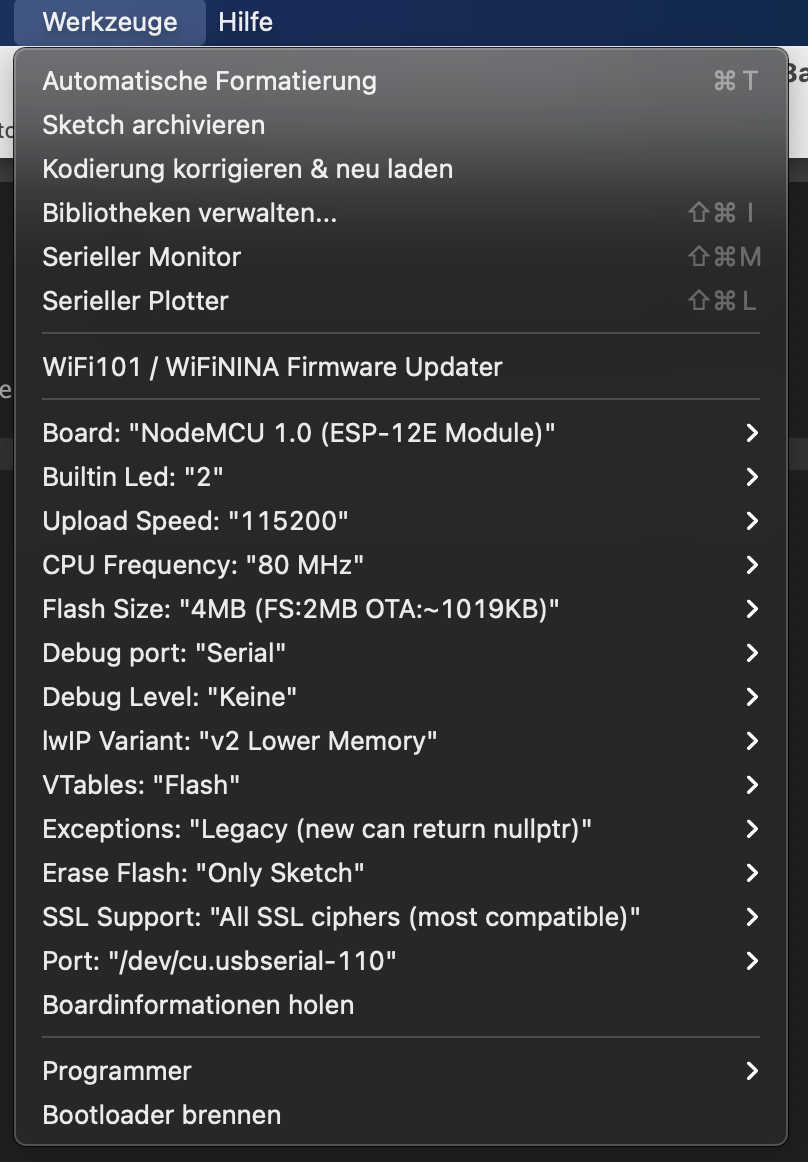 Werkzeuge Hilfe
Automatische Formatierung ⌘ T
Sketch archivieren
Kodierung korrigieren & neu laden
Bibliotheken verwalten... ⇧⌘ I
Serieller Monitor ⇧⌘M
Serieller Plotter ⇧⌘ L
WiFi101 / WiFiNINA Firmware Updater
Board: "NodeMCU 1.0 (ESP-12E Module)"
Builtin Led: "2"
Upload Speed: "115200"
CPU Frequency: "80 MHz"
Flash Size: "4MB (FS:2MB OTA:~1019KB)"
Debug port: "Serial"
Debug Level: "Keine"
lwIP Variant: "v2 Lower Memory"
VTables: "Flash"
Exceptions: "Legacy (new can return nullptr)"
Erase Flash: "Only Sketch"
SSL Support: "All SSL ciphers (most compatible)"
Port: "/dev/cu.usbserial-110"
Boardinformationen holen
Programmer
Bootloader brennen